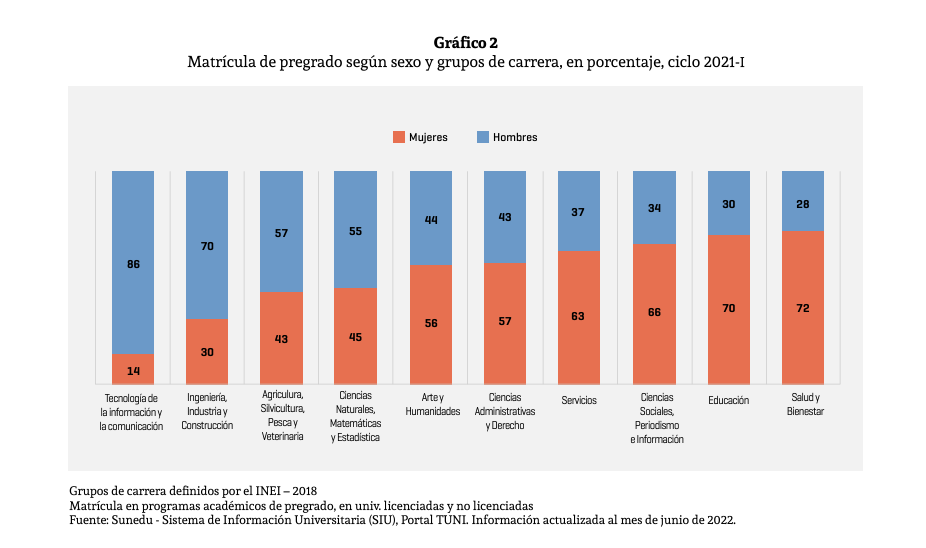 Gráfico 2
Matrícula de pregrado según sexo y grupos de carrera, en porcentaje, ciclo 2021-I
Mujeres Hombres
86 70 57 55 44 43 37 34 30 28
14 30 43 45 56 57 63 66 70 72
Tecnología de
la información y
la comunicación
Ingeniería,
Industria y
Construcción
Agricultura,
Silvicultura,
Pesca y
Veterinaria
Ciencias
Naturales,
Matemáticas
y Estadística
Arte y
Humanidades
Ciencias
Administrativas
y Derecho
Servicios
Ciencias
Sociales,
Periodismo
e Información
Educación
Salud y
Bienestar
Grupos de carrera definidos por el INEI – 2018
Matrícula en programas académicos de pregrado, en univ. licenciadas y no licenciadas
Fuente: Sunedu - Sistema de Información Universitaria (SIU), Portal TUNI. Información actualizada al mes de junio de 2022.